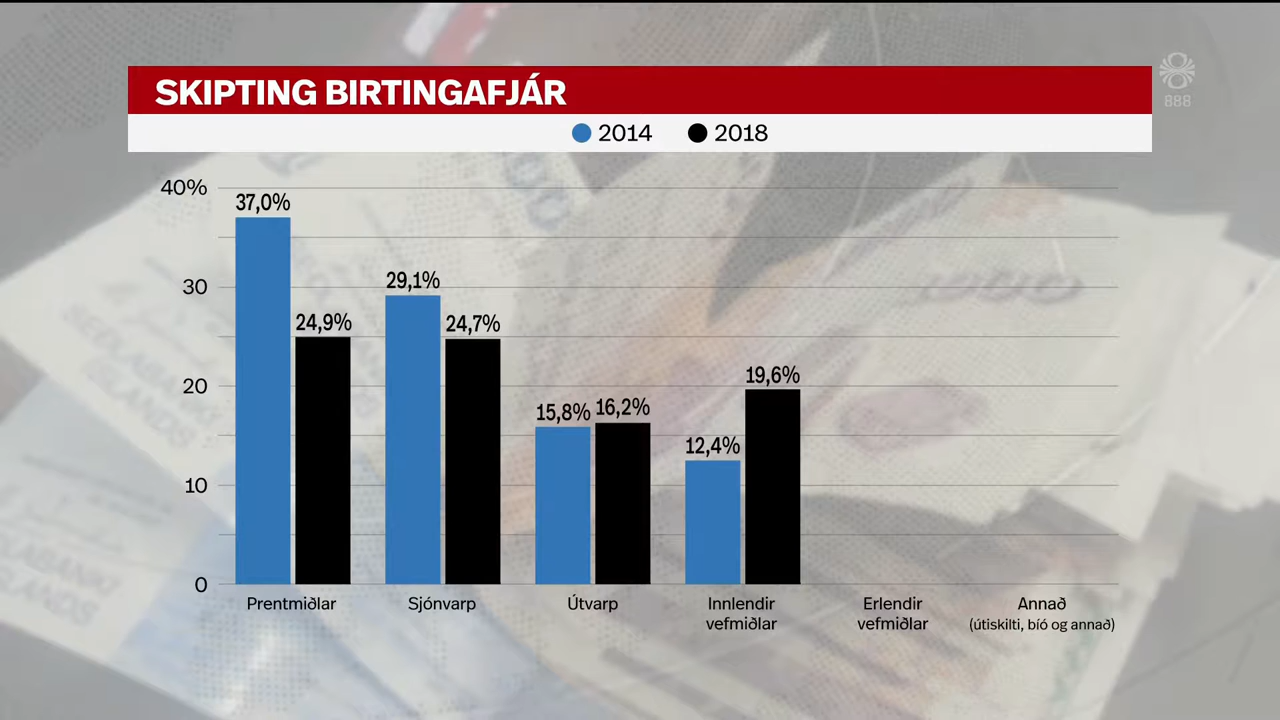 SKIPTING BIRTINGAFJÁR
888
2014 2018
40%
30
20
10
0
37,0%
24,9%
29,1%
24,7%
15,8%
16,2%
12,4%
19,6%
Prentmiðlar
Sjónvarp
Útvarp
Innlendir
vefmiðlar
Erlendir
vefmiðlar
Annað
(útiskilti, bíó og annað)